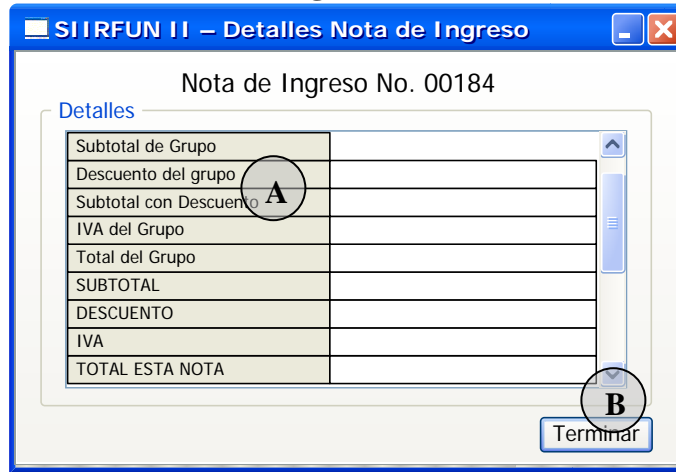 SIIRFUN II – Detalles Nota de Ingreso
Nota de Ingreso No. 00184
Detalles
Subtotal de Grupo
Descuento del grupo
A
Subtotal con Descuento
IVA del Grupo
Total del Grupo
SUBTOTAL
DESCUENTO
IVA
TOTAL ESTA NOTA
B
Terminar